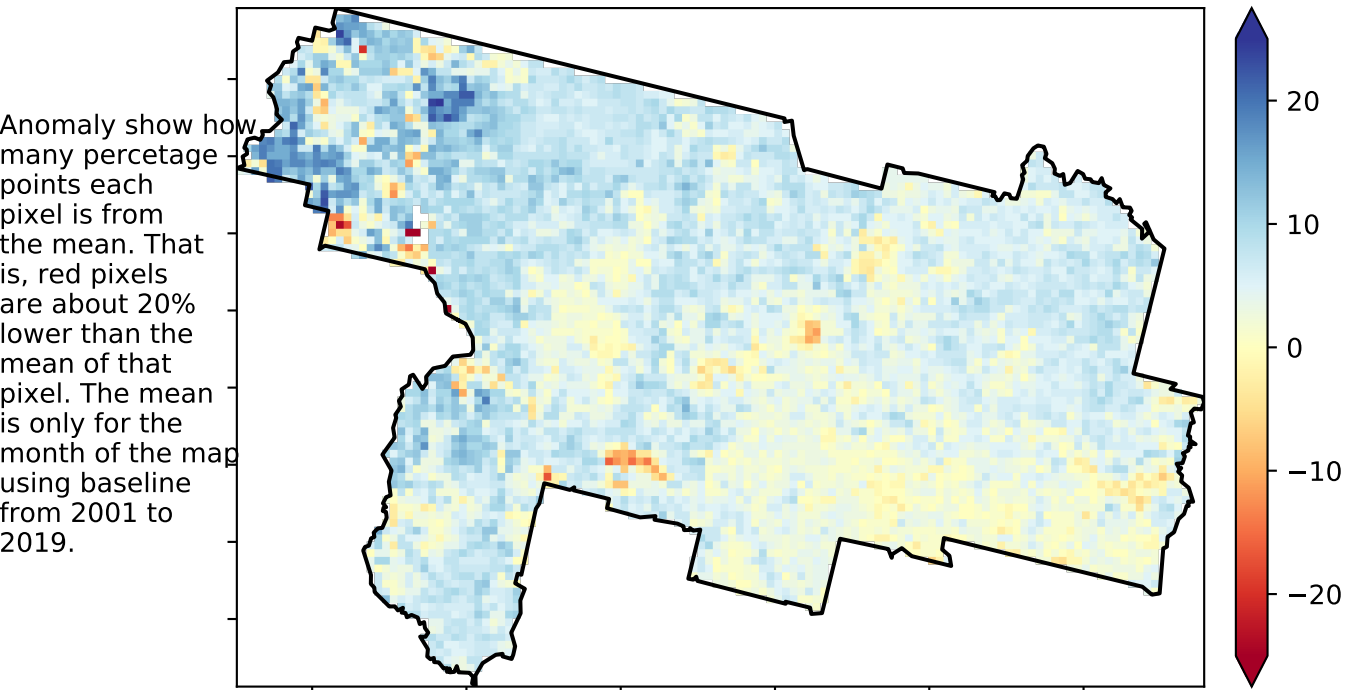 Anomaly show how
many percetage
points each
pixel is from
the mean. That
is, red pixels
are about 20%
lower than the
mean of that
pixel. The mean
is only for the
month of the map
using baseline
from 2001 to
2019.
20
10
0
−10
−20